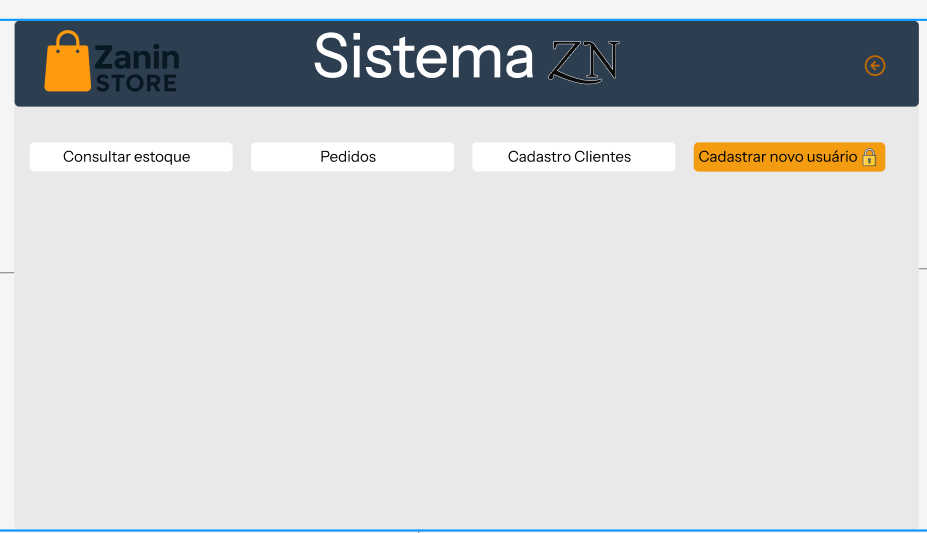 Zanin
STORE
Sistema ZN
Consultar estoque
Pedidos
Cadastro Clientes
Cadastrar novo usuário